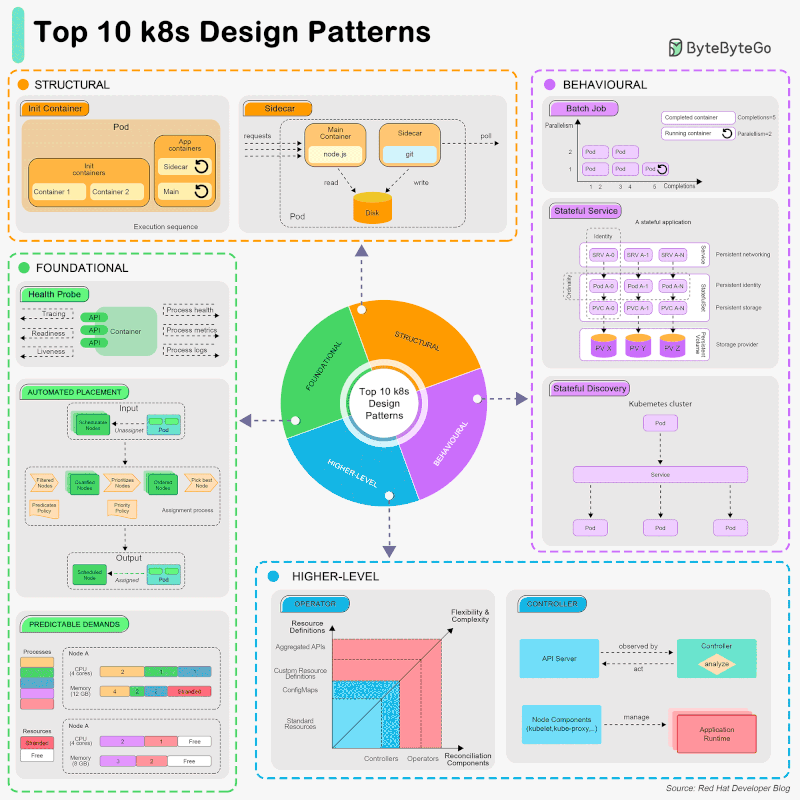 Top 10 k8s Design Patterns
ByteByteGo
STRUCTURAL
Init Container
Pod
Init
containers
Container 1
Container 2
App
containers
Sidecar
Main
Execution sequence
Sidecar
requests
Main
Container
node.js
Sidecar
git
poll
read
write
Disk
Pod
BEHAVIOURAL
Batch Job
Parallelism
Completed container
Completions=5
Running container
Parallelism=2
2
Pod
Pod
1
Pod
Pod
Pod
1 2
3 4
5
Completions
Stateful Service
A stateful application
Identity
SRV A-0
SRV A-1
SRV A-N
Service
Persistent networking
Ordinality
Pod A-0
Pod A-1
Pod A-N
StatefulSet
Persistent identity
PVC A-0
PVC A-1
PVC A-N
Persistent storage
PV-X
PV-Y
PV-Z
Persistent
Volume
Storage provider
Stateful Discovery
Kubernetes cluster
Pod
Service
Pod
Pod
Pod
FOUNDATIONAL
Health Probe
Tracing
Readiness
Liveness
API
API
API
Container
Process health
Process metrics
Process logs
AUTOMATED PLACEMENT
Input
Schedulable
Nodes
Unassignet
Pod
Filtered
Nodes
Qualified
Nodes
Prioritizes
Nodes
Ordered
Nodes
Pick best
Node
Predicates
Policy
Priority
Policy
Assignment process
Output
Scheduled
Node
Assigned
Pod
PREDICTABLE DEMANDS
Processes
Node A
CPU
(4 cores)
2
1
1
Memory
(12 GB)
4
2
2
Stranded
Resources
Stranded
Free
Node A
CPU
(4 cores)
2
1
Free
Memory
(8 GB)
3
2
Free
FOUNDATIONAL
STRUCTURAL
BEHAVIOURAL
HIGHER-LEVEL
Top 10 k8s
Design
Patterns
HIGHER-LEVEL
OPERATOR
Flexibility &
Complexity
Resource
Definitions
Aggregated APIs
Custom Resource
Definitions
ConfigMaps
Standard
Resources
Controllers
Operators
Reconciliation
Components
CONTROLLER
API Server
observed by
act
Controller
analyze
Node Components
(kubelet,kube-proxy,...)
manage
Application
Runtime
Source: Red Hat Developer Blog